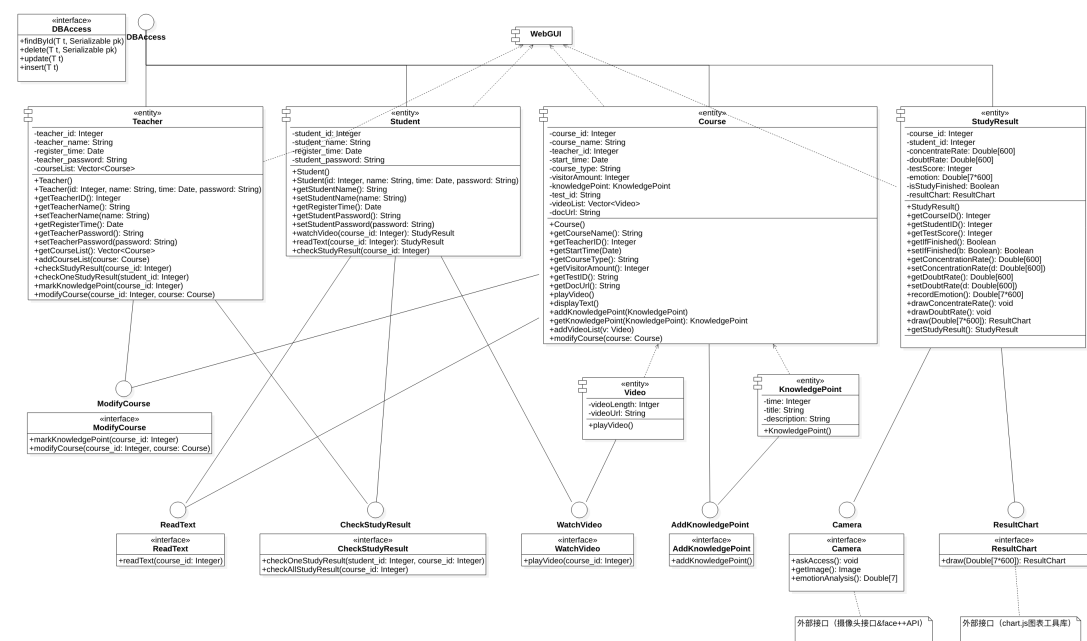 «interface»
DBAccess
+findById(T t, Serializable pk)
+delete(T t, Serializable pk)
+update(T t)
+insert(T t)
DBAccess
WebGUI
«entity»
Teacher
-teacher_id: Integer
-teacher_name: String
-register_time: Date
-teacher_password: String
-courseList: Vector<Course>
+Teacher()
+Teacher(id: Integer, name: String, time: Date, password: String)
+getTeacherID(): Integer
+getTeacherName(): String
+setTeacherName(name: String)
+getRegisterTime(): Date
+getTeacherPassword(): String
+setTeacherPassword(password: String)
+getCourseList(): Vector<Course>
+addCourseList(course: Course)
+checkStudyResult(course_id: Integer)
+checkOneStudyResult(student_id: Integer)
+markKnowledgePoint(course_id: Integer)
+modifyCourse(course_id: Integer, course: Course)
«entity»
Student
-student_id: Integer
-student_name: String
-register_time: Date
-student_password: String
+Student()
+Student(id: Integer, name: String, time: Date, password: String)
+getStudentName(): String
+setStudentName(name: String)
+getRegisterTime(): Date
+getStudentPassword(): String
+setStudentPassword(password: String)
+watchVideo(course_id: Integer): StudyResult
+readText(course_id: Integer): StudyResult
+checkStudyResult(course_id: Integer)
«entity»
Course
-course_id: Integer
-course_name: String
-teacher_id: Integer
-start_time: Date
-course_type: String
-visitorAmount: Integer
-knowledgePoint: KnowledgePoint
-test_id: String
-videoList: Vector<Video>
-docUrl: String
+Course()
+getCourseName(): String
+getTeacherID(): Integer
+getStartTime(Date)
+getCourseType(): String
+getVisitorAmount(): Integer
+getTestID(): String
+getDocUrl(): String
+playVideo()
+displayText()
+addKnowledgePoint(KnowledgePoint)
+getKnowledgePoint(KnowledgePoint): KnowledgePoint
+addVideoList(v: Video)
+modifyCourse(course: Course)
«entity»
StudyResult
-course_id: Integer
-student_id: Integer
-concentrateRate: Double[600]
-doubtRate: Double[600]
-testScore: Integer
-emotion: Double[7*600]
-isStudyFinished: Boolean
-resultChart: ResultChart
+StudyResult()
+getCourseID(): Integer
+getStudentID(): Integer
+getTestScore(): Integer
+getIfFinished(): Boolean
+setIfFinished(b: Boolean): Boolean
+getConcentrationRate(): Double[600]
+setConcentrationRate(d: Double[600])
+getDoubtRate(): Double[600]
+setDoubtRate(d: Double[600])
+recordEmotion(): Double[7*600]
+drawConcentrateRate(): void
+drawDoubtRate(): void
+draw(Double[7*600]): ResultChart
+getStudyResult(): StudyResult
ModifyCourse
«interface»
ModifyCourse
+markKnowledgePoint(course_id: Integer)
+modifyCourse(course_id: Integer, course: Course)
«entity»
Video
-videoLength: Intger
-videoUrl: String
+playVideo()
«entity»
KnowledgePoint
-time: Integer
-title: String
-description: String
+KnowledgePoint()
ReadText
«interface»
ReadText
+readText(course_id: Integer)
CheckStudyResult
«interface»
CheckStudyResult
+checkOneStudyResult(student_id: Integer, course_id: Integer)
+checkAllStudyResult(course_id: Integer)
WatchVideo
«interface»
WatchVideo
+playVideo(course_id: Integer)
AddKnowledgePoint
«interface»
AddKnowledgePoint
+addKnowledgePoint()
Camera
«interface»
Camera
+askAccess(): void
+getImage(): Image
+emotionAnalysis(): Double[7]
ResultChart
«interface»
ResultChart
+draw(Double[7*600]): ResultChart
外部接口（摄像头接口&face++API）
外部接口（chart.js图表工具库）